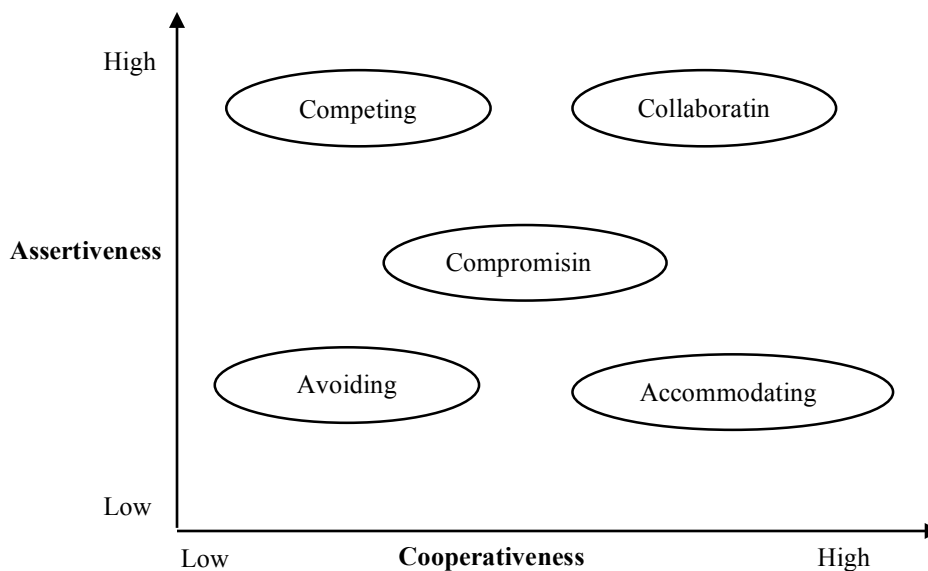 High
Competing
Collaboratin
Assertiveness
Compromisin
Avoiding
Accommodating
Low
Low
Cooperativeness
High